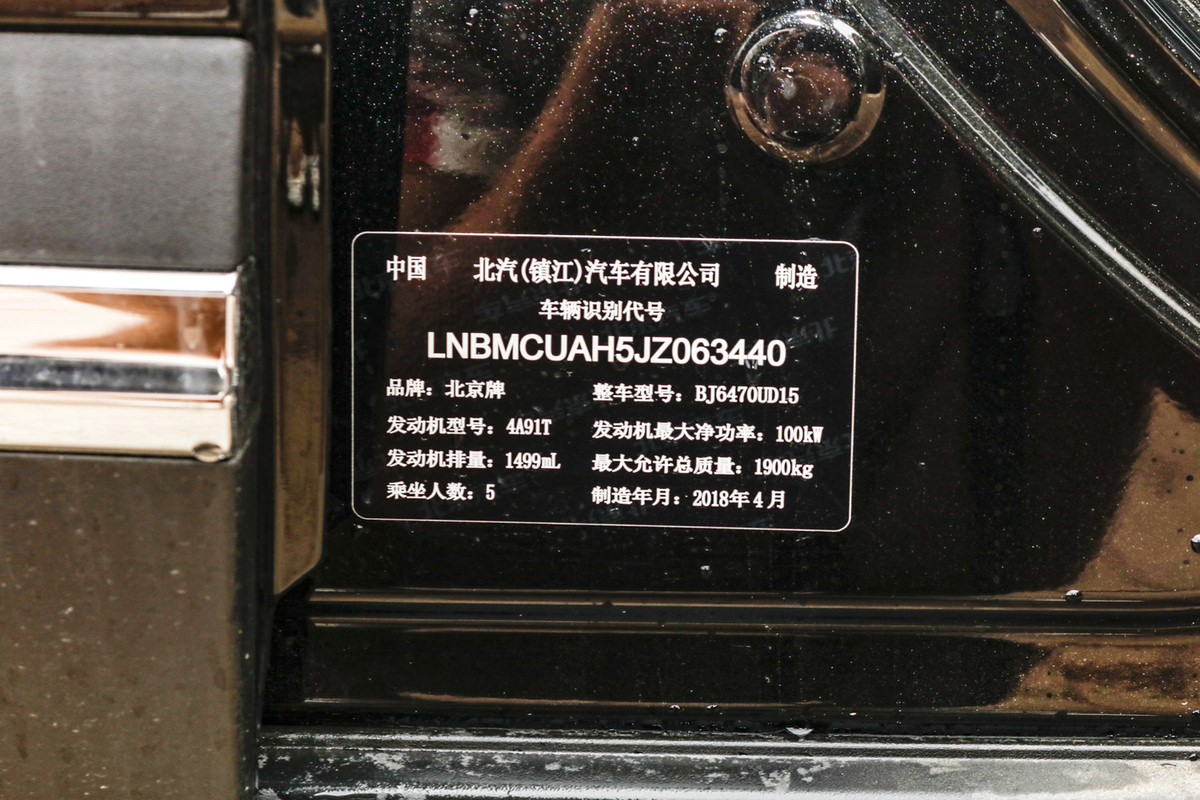 中国 北汽(镇江)汽车有限公司 制造
车辆识别代号
LNBMCUAH5JZ063440
品牌：北京牌 整车型号：BJ6470UD15
发动机型号：4A91T 发动机最大净功率：100kW
发动机排量：1499mL 最大允许总质量：1900kg
乘坐人数：5 制造年月：2018年4月